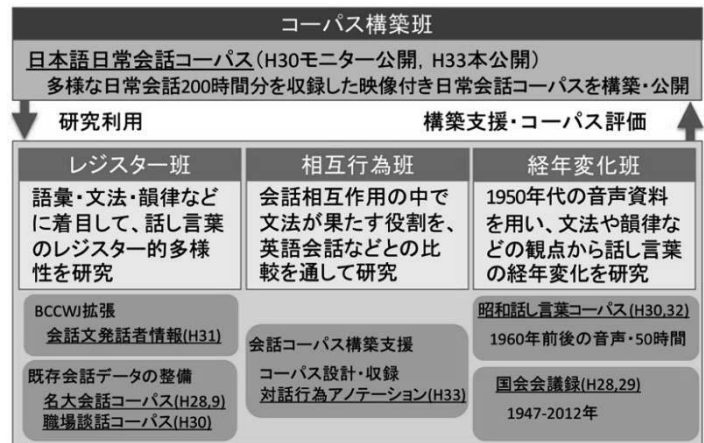 コーパス構築班
日本語日常会話コーパス(H30モニター公開, H33本公開)
多様な日常会話200時間分を収録した映像付き日常会話コーパスを構築・公開
研究利用
構築支援・コーパス評価
レジスター班
語彙・文法・韻律など
に着目して、話し言葉
のレジスター的多様
性を研究
BCCWJ拡張
会話文発話者情報(H31)
既存会話データの整備
名大会話コーパス(H28,9)
職場談話コーパス(H30)
相互行為班
会話相互作用の中で
文法が果たす役割を、
英語会話などとの比
較を通して研究
会話コーパス構築支援
コーパス設計・収録
対話行為アノテーション(H33)
経年変化班
1950年代の音声資料
を用い、文法や韻律な
どの観点から話し言葉
の経年変化を研究
昭和話し言葉コーパス(H30,32)
1960年前後の音声・50時間
国会会議録(H28,29)
1947-2012年